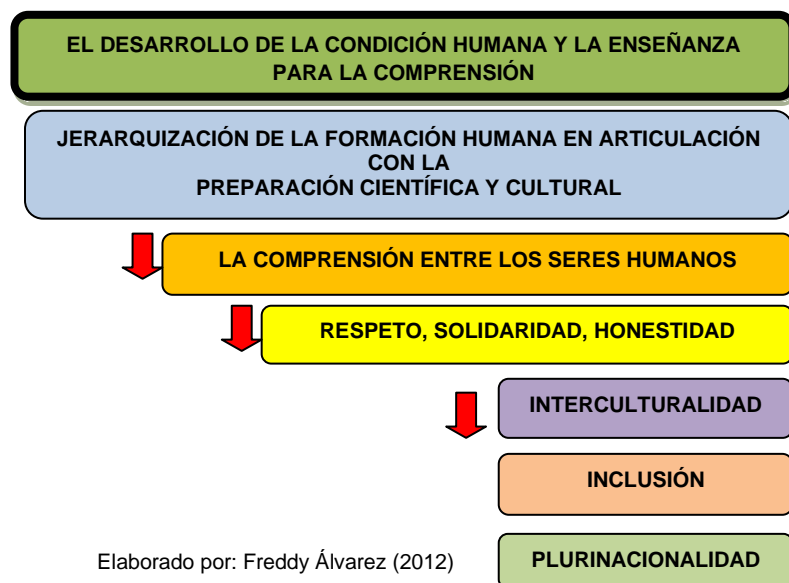 EL DESARROLLO DE LA CONDICIÓN HUMANA Y LA ENSEÑANZA
PARA LA COMPRENSIÓN
JERARQUIZACIÓN DE LA FORMACIÓN HUMANA EN ARTICULACIÓN
CON LA
PREPARACIÓN CIENTÍFICA Y CULTURAL
LA COMPRENSIÓN ENTRE LOS SERES HUMANOS
RESPETO, SOLIDARIDAD, HONESTIDAD
INTERCULTURALIDAD
INCLUSIÓN
Elaborado por: Freddy Álvarez (2012)
PLURINACIONALIDAD